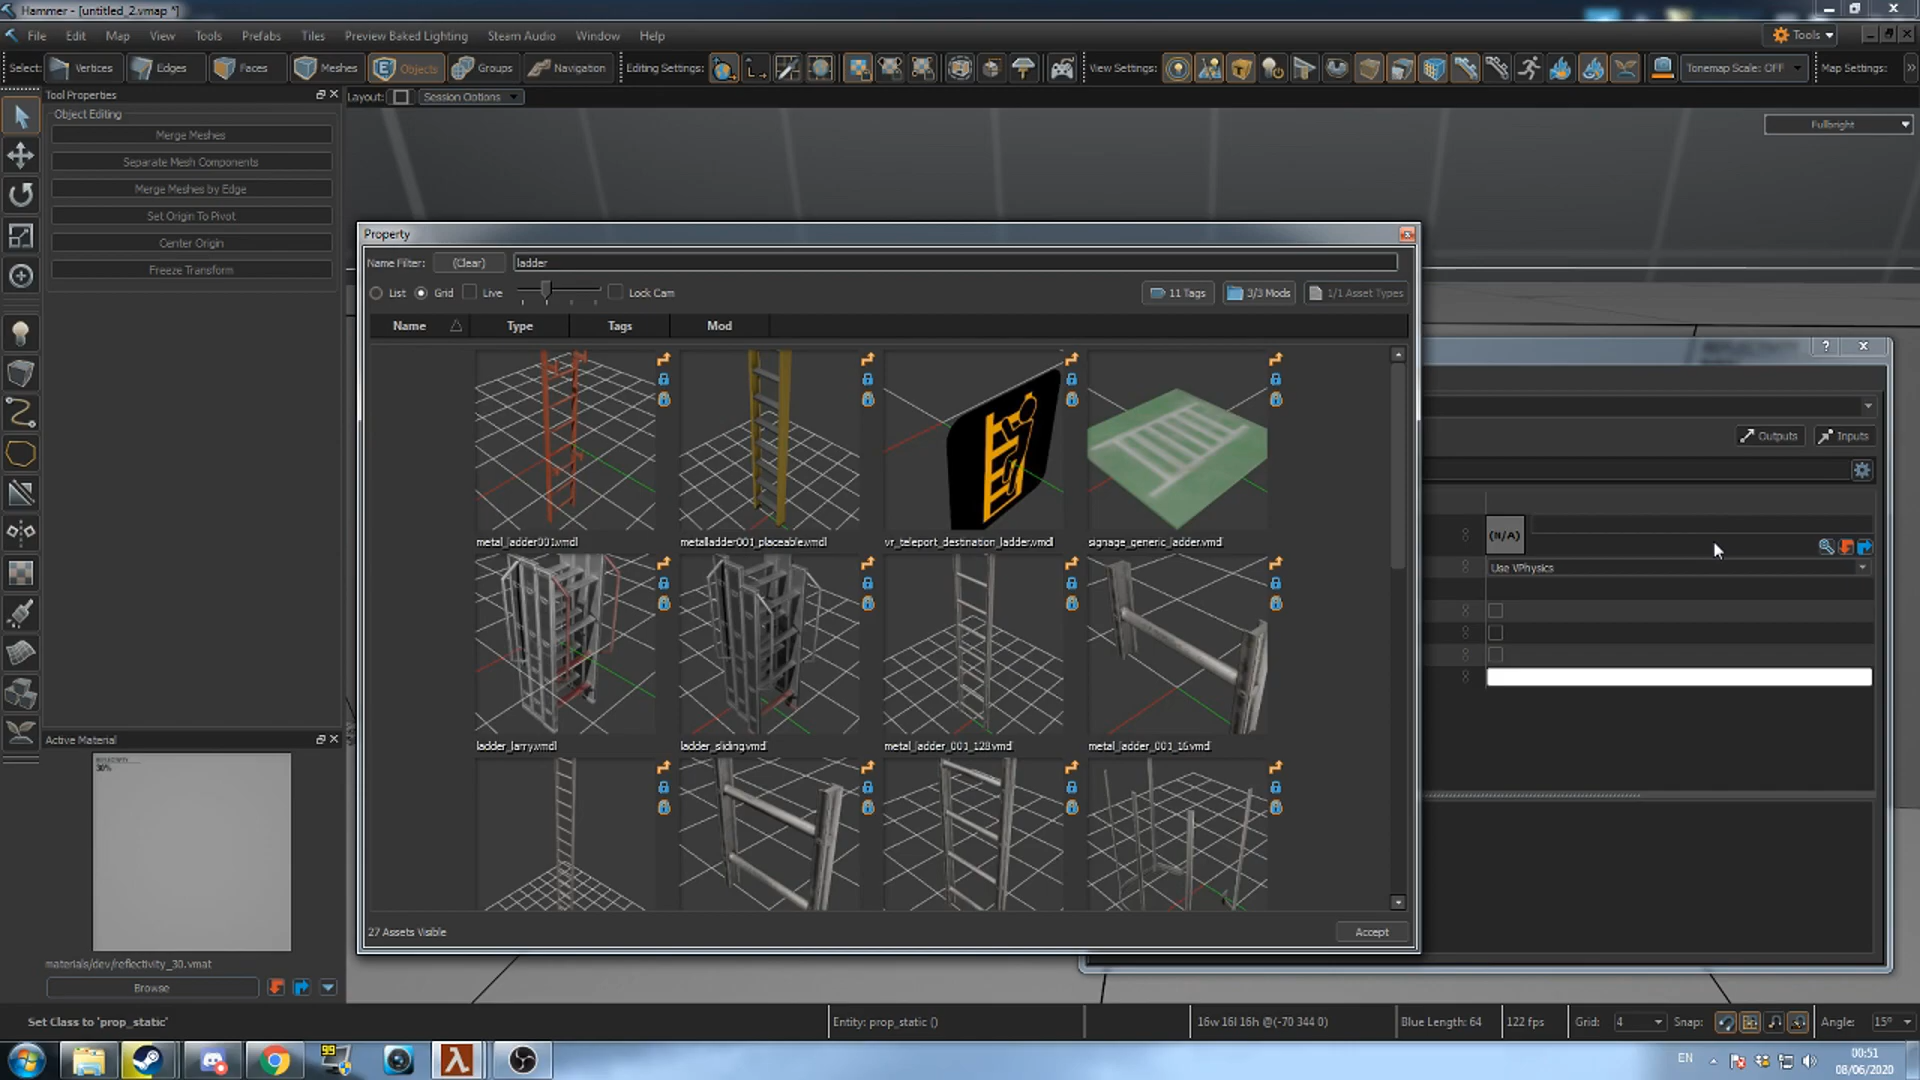 Hammer - [untitled_2.vmap *]
File Edit Map View Tools Prefabs Tiles Preview Baked Lighting Steam Audio Window Help
Tools
Select: Vertices Edges Faces Meshes Objects Groups Navigation Editing Settings: View Settings: Tonemap Scale: OFF Map Settings:
Tool Properties
Layout: Session Options
Object Editing
Merge Meshes
Fullbright
Separate Mesh Components
Merge Meshes by Edge
Set Origin To Pivot
Center Origin
Freeze Transform
Property
Name Filter: (Clear) ladder
List Grid Live Lock Cam 11 Tags 3/3 Mods 1/1 Asset Types
Name Type Tags Mod
metal_ladder001.vmdl metalladder001_placeable.vmdl vr_teleport_destination_ladder.vmdl signage_generic_ladder.vmdl
ladder_larry.vmdl ladder_sliding.vmdl metal_ladder_001_128.vmdl metal_ladder_001_16.vmdl
27 Assets Visible
Accept
Outputs Inputs
(N/A)
Use VPhysics
Active Material
30%
materials/dev/reflectivity_30.vmat
Browse
Set Class to 'prop_static' Entity: prop_static () 16w 16l 16h @(-70 344 0) Blue Length: 64 122 fps Grid: 4 Snap: Angle: 15°
99
EN
00:51
08/06/2020